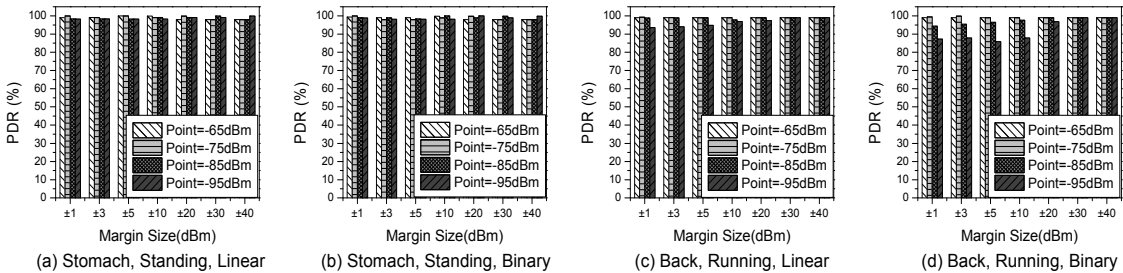 PDR (%)
100
90
80
70
60
50
40
30
20
10
0
Point=-65dBm
Point=-75dBm
Point=-85dBm
Point=-95dBm
±1 ±3 ±5 ±10 ±20 ±30 ±40
Margin Size(dBm)
(a) Stomach, Standing, Linear
PDR (%)
100
90
80
70
60
50
40
30
20
10
0
Point=-65dBm
Point=-75dBm
Point=-85dBm
Point=-95dBm
±1 ±3 ±5 ±10 ±20 ±30 ±40
Margin Size(dBm)
(b) Stomach, Standing, Binary
PDR (%)
100
90
80
70
60
50
40
30
20
10
0
Point=-65dBm
Point=-75dBm
Point=-85dBm
Point=-95dBm
±1 ±3 ±5 ±10 ±20 ±30 ±40
Margin Size(dBm)
(c) Back, Running, Linear
PDR (%)
100
90
80
70
60
50
40
30
20
10
0
Point=-65dBm
Point=-75dBm
Point=-85dBm
Point=-95dBm
±1 ±3 ±5 ±10 ±20 ±30 ±40
Margin Size(dBm)
(d) Back, Running, Binary